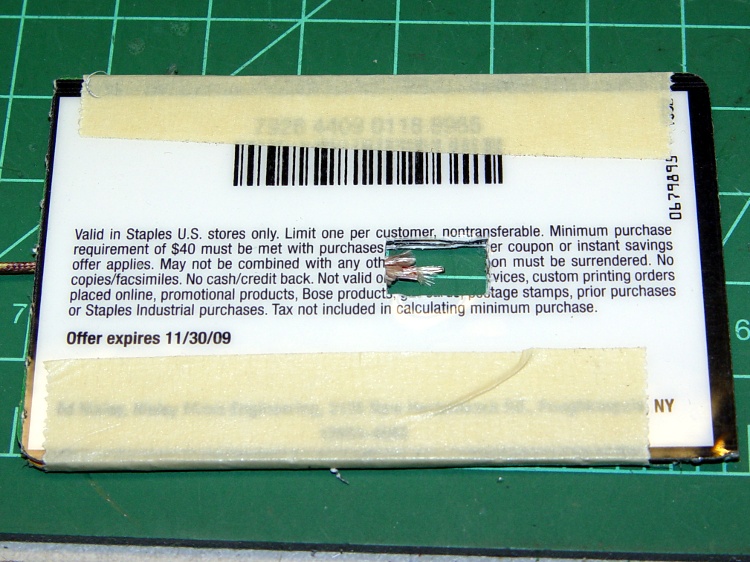 7928 4409 0118 8965
Valid in Staples U.S. stores only. Limit one per customer, nontransferable. Minimum purchase
requirement of $40 must be met with purchases er coupon or instant savings
offer applies. May not be combined with any oth on must be surrendered. No
copies/facsimiles. No cash/credit back. Not valid o vices, custom printing orders
placed online, promotional products, Bose products, postage stamps, prior purchases
or Staples Industrial purchases. Tax not included in calculating minimum purchase.
Offer expires 11/30/09
NY
0679895
7